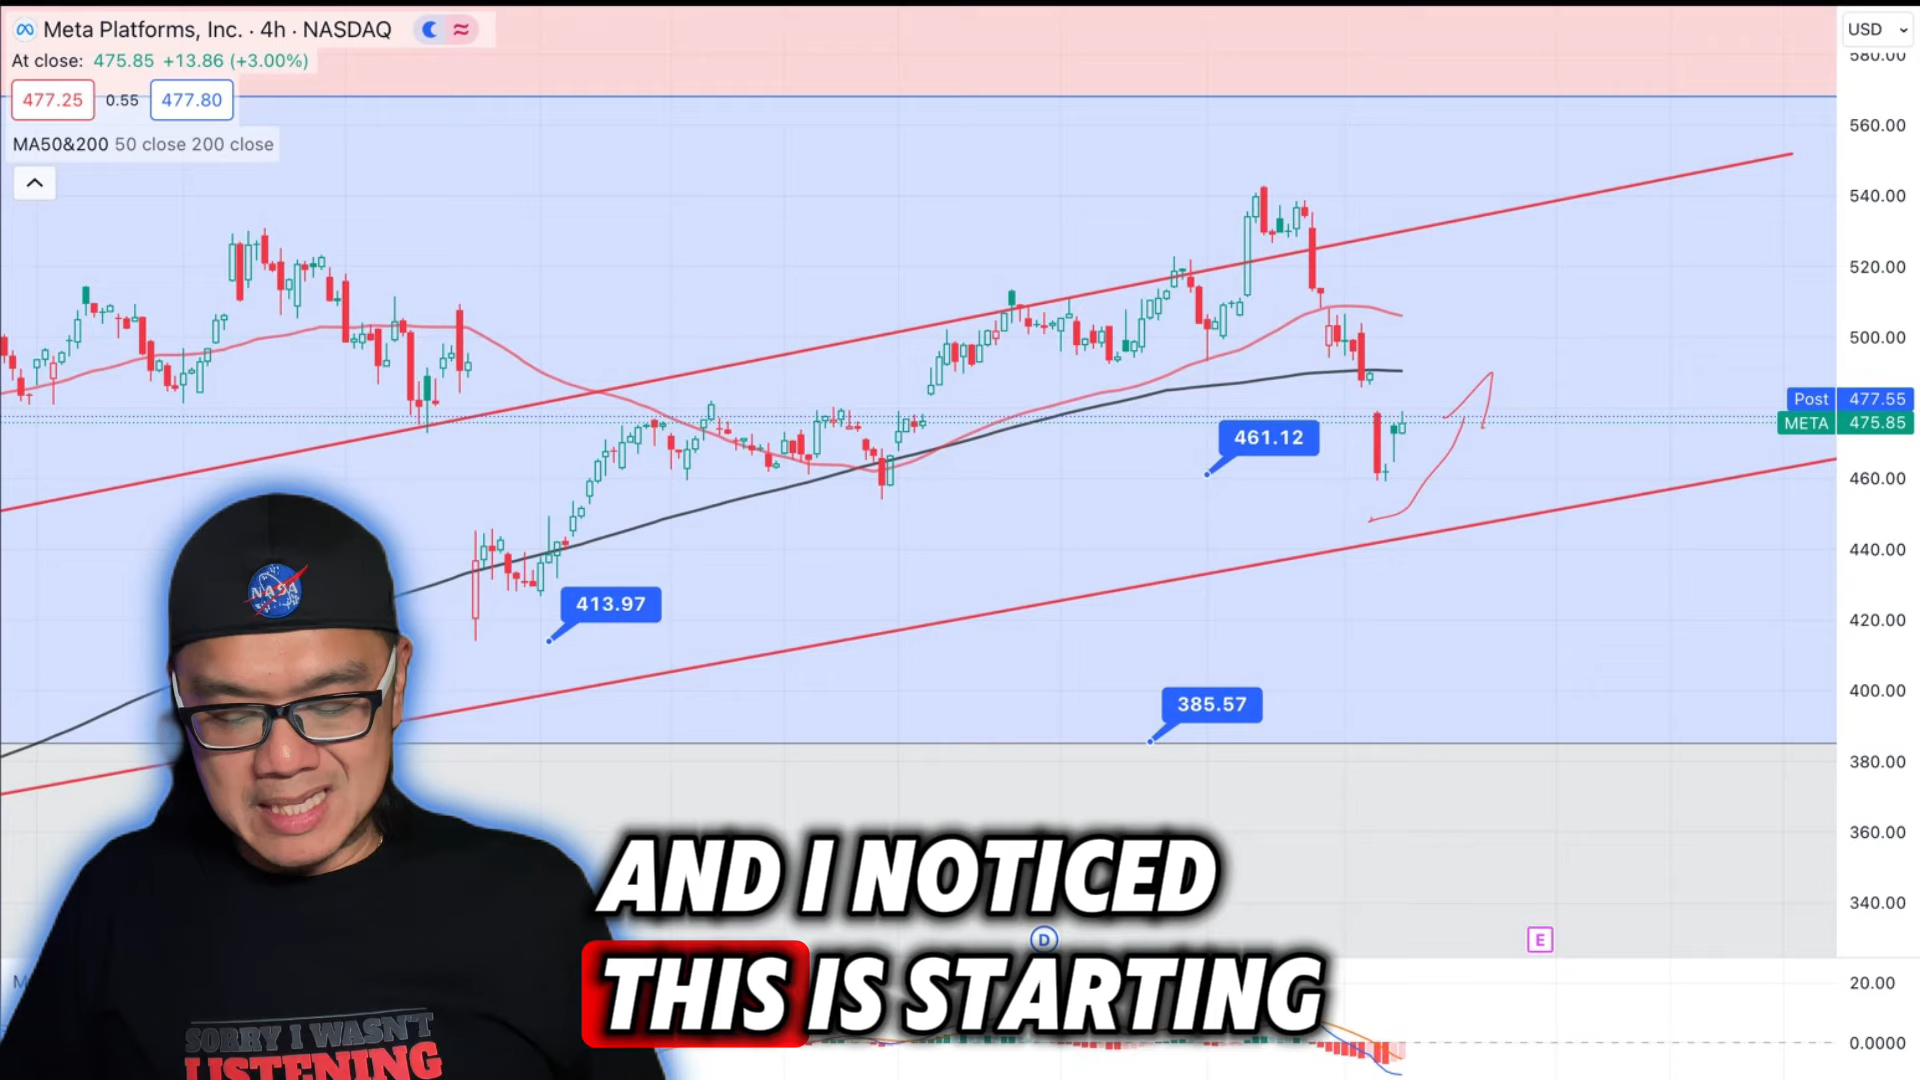 Meta Platforms, Inc. · 4h · NASDAQ
USD
At close: 475.85 +13.86 (+3.00%)
580.00
477.25 0.55 477.80
560.00
MA50&200 50 close 200 close
540.00
520.00
500.00
Post 477.55
META 475.85
461.12
460.00
440.00
413.97
420.00
NASA
400.00
385.57
380.00
360.00
340.00
AND I NOTICED
D
E
THIS IS STARTING
20.00
0.0000
SORRY I WASN'T
LISTENING